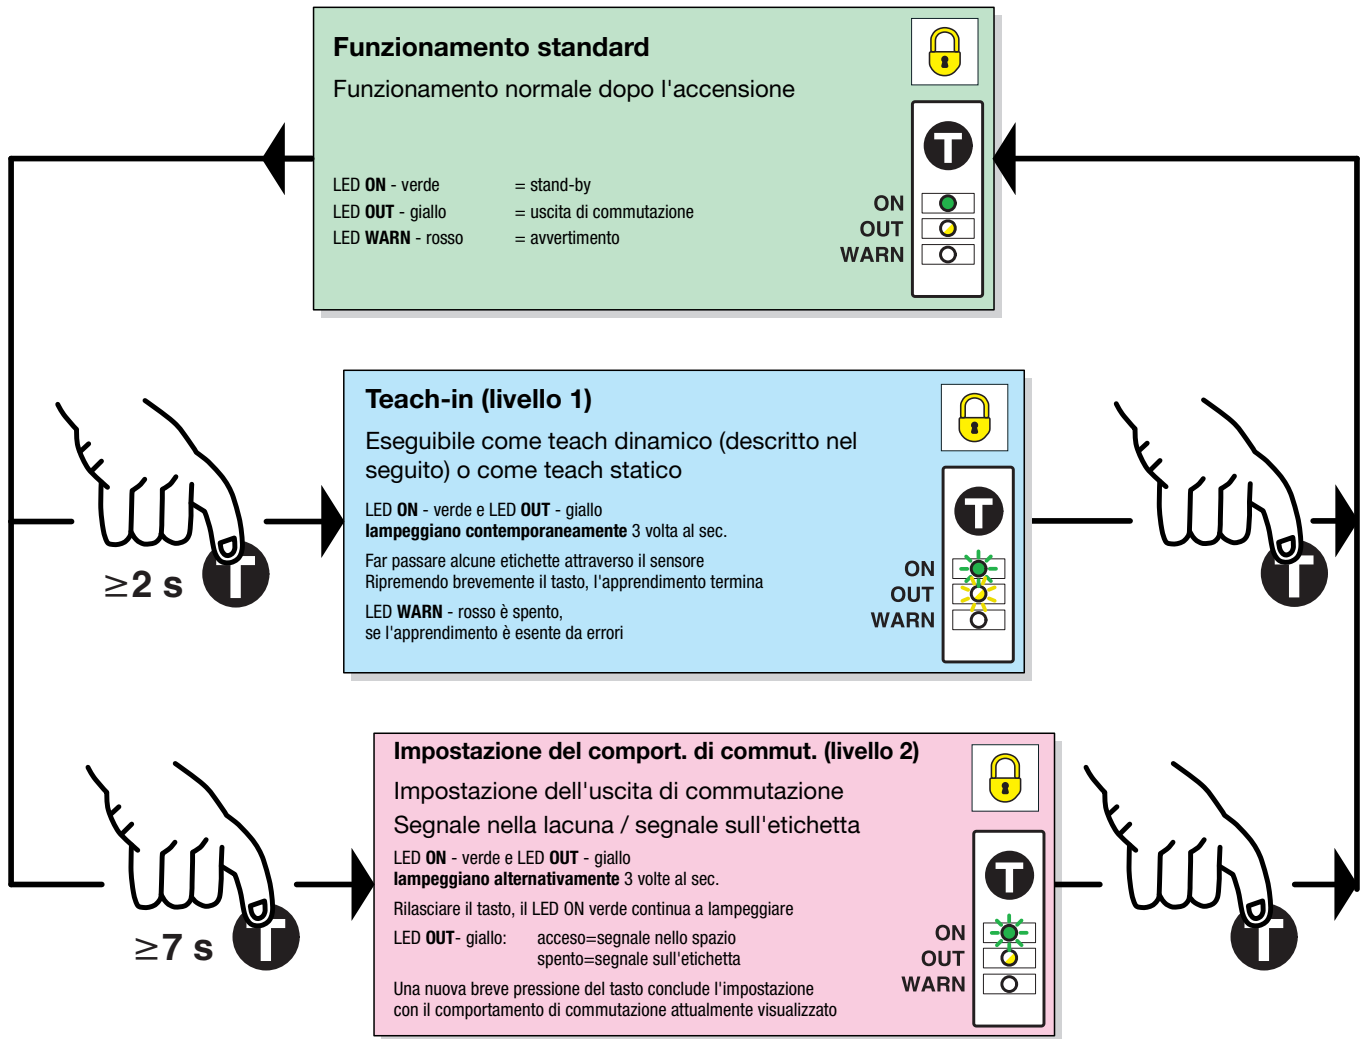 Funzionamento standard
Funzionamento normale dopo l'accensione
LED ON - verde = stand-by
LED OUT - giallo = uscita di commutazione
LED WARN - rosso = avvertimento
T
ON
OUT
WARN
Teach-in (livello 1)
Eseguibile come teach dinamico (descritto nel
seguito) o come teach statico
LED ON - verde e LED OUT - giallo
lampeggiano contemporaneamente 3 volta al sec.
Far passare alcune etichette attraverso il sensore
Ripremendo brevemente il tasto, l'apprendimento termina
LED WARN - rosso è spento,
se l'apprendimento è esente da errori
T
ON
OUT
WARN
≥2 s
T
T
Impostazione del comport. di commut. (livello 2)
Impostazione dell'uscita di commutazione
Segnale nella lacuna / segnale sull'etichetta
LED ON - verde e LED OUT - giallo
lampeggiano alternativamente 3 volte al sec.
Rilasciare il tasto, il LED ON verde continua a lampeggiare
LED OUT- giallo: acceso=segnale nello spazio
spento=segnale sull'etichetta
Una nuova breve pressione del tasto conclude l'impostazione
con il comportamento di commutazione attualmente visualizzato
T
ON
OUT
WARN
≥7 s
T
T